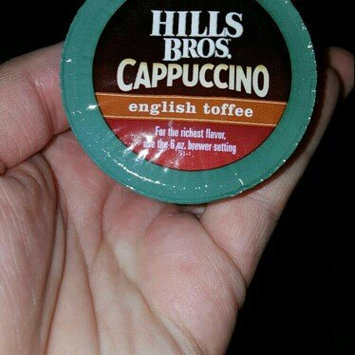 HILLS
BROS.
CAPPUCCINO
english toffee
For the richest flavor,
use the 6 oz. brewer setting